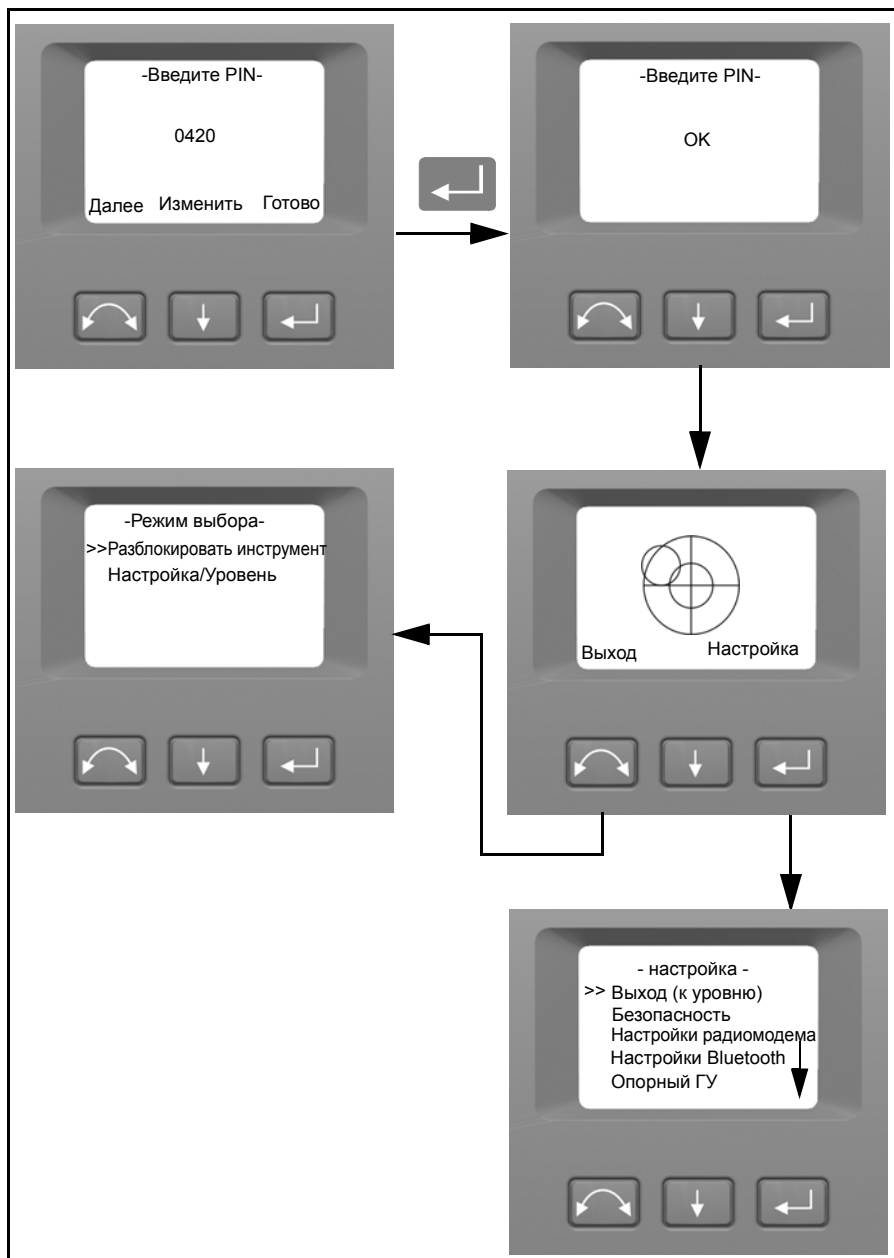 -Введите PIN-
0420
Далее Изменить Готово
-Введите PIN-
OK
-Режим выбора-
>>Разблокировать инструмент
Настройка/Уровень
Выход Настройка
- настройка -
>> Выход (к уровню)
Безопасность
Настройки радиомодема
Настройки Bluetooth
Опорный ГУ